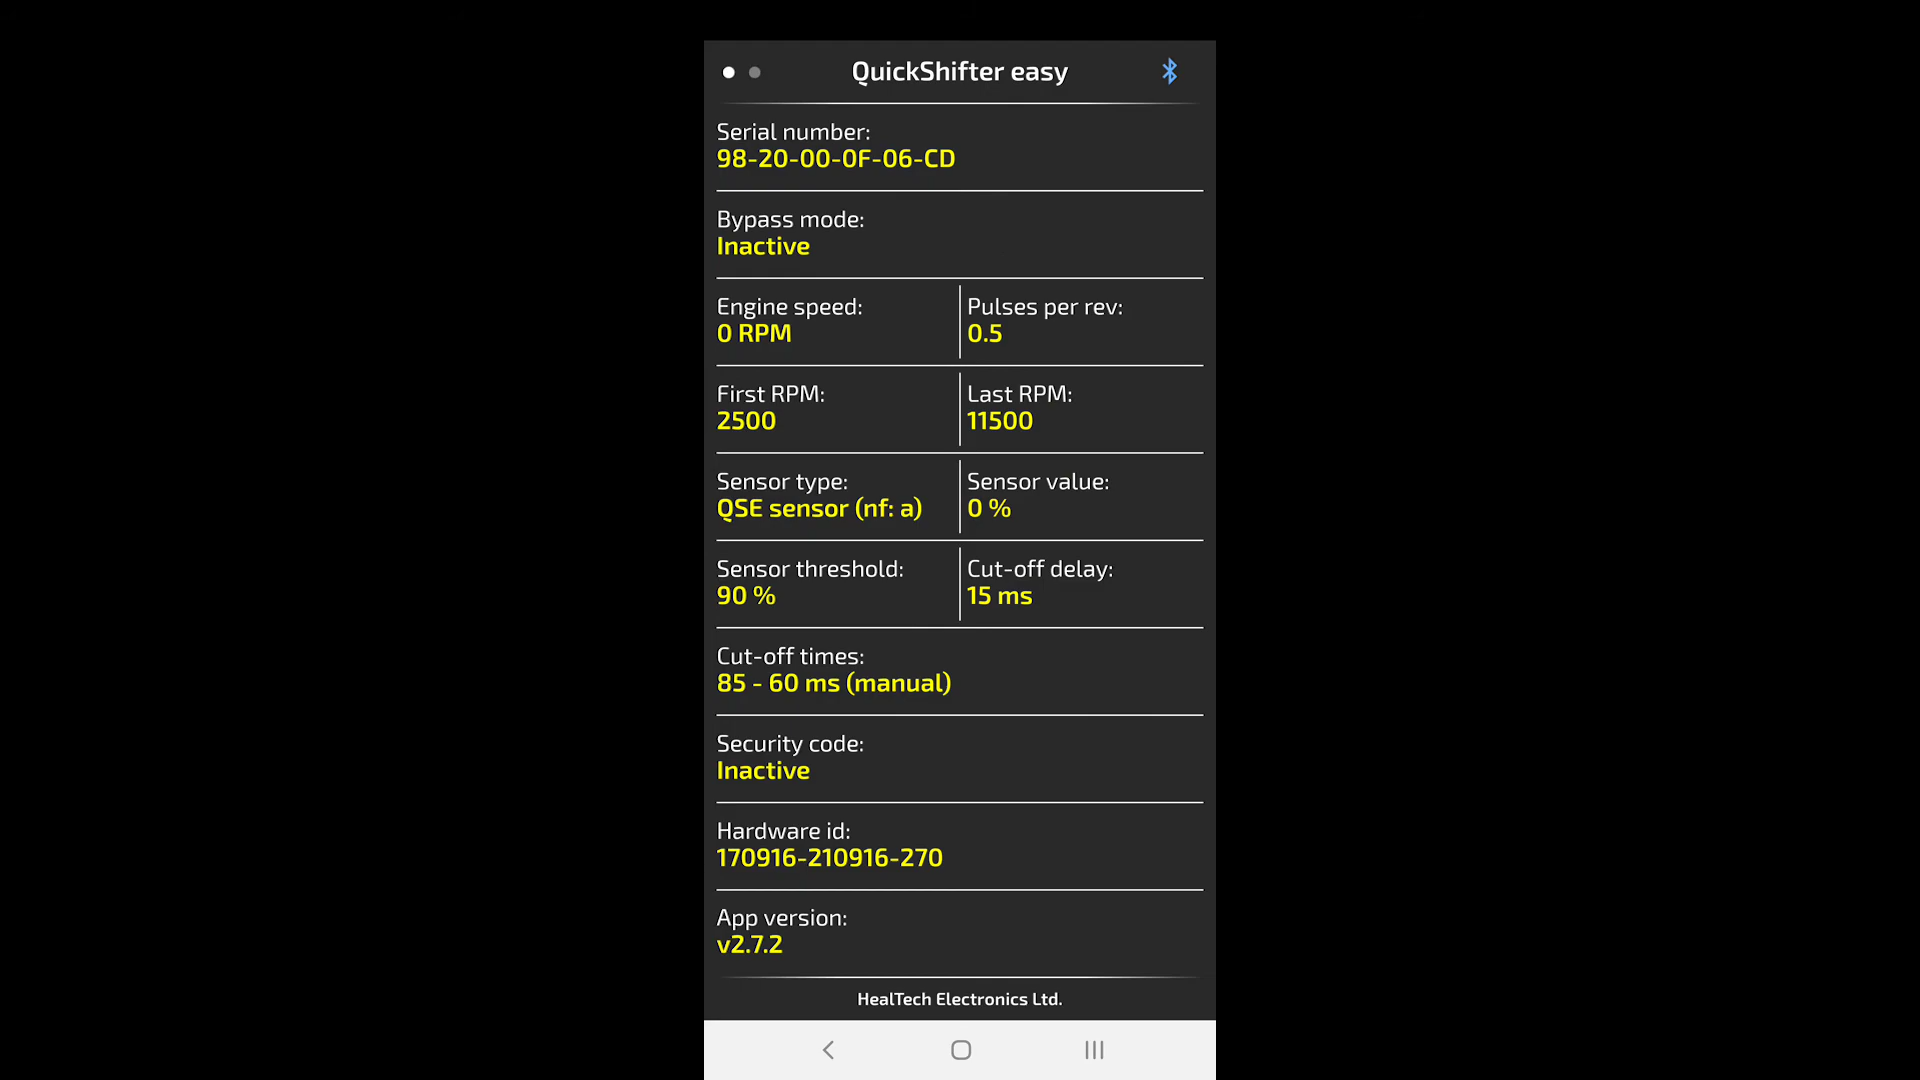 QuickShifter easy
Serial number:
98-20-00-0F-06-CD
Bypass mode:
Inactive
Engine speed:
0 RPM
Pulses per rev:
0.5
First RPM:
2500
Last RPM:
11500
Sensor type:
QSE sensor (nf: a)
Sensor value:
0 %
Sensor threshold:
90 %
Cut-off delay:
15 ms
Cut-off times:
85 - 60 ms (manual)
Security code:
Inactive
Hardware id:
170916-210916-270
App version:
v2.7.2
HealTech Electronics Ltd.